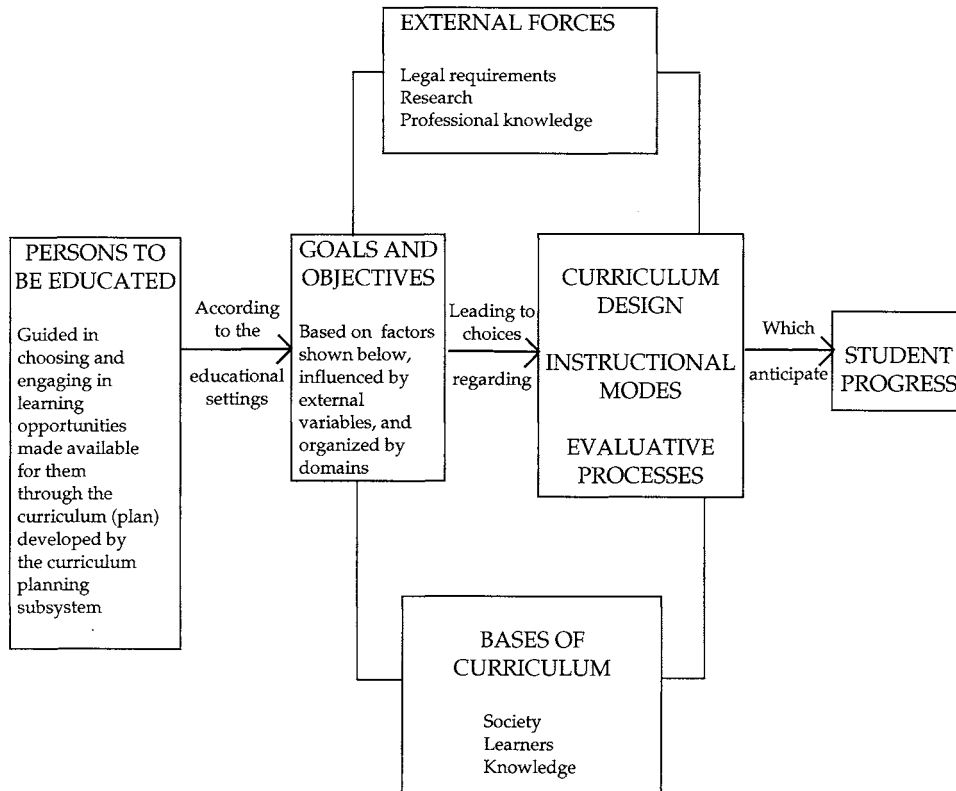 EXTERNAL FORCES
Legal requirements
Research
Professional knowledge
PERSONS TO
BE EDUCATED
Guided in
choosing and
engaging in
learning
opportunities
made available
for them
through the
curriculum (plan)
developed by
the curriculum
planning
subsystem
According
to the
educational
settings
GOALS AND
OBJECTIVES
Based on factors
shown below,
influenced by
external
variables, and
organized by
domains
Leading to
choices
regarding
CURRICULUM
DESIGN
INSTRUCTIONAL
MODES
EVALUATIVE
PROCESSES
Which
anticipate
STUDENT
PROGRESS
BASES OF
CURRICULUM
Society
Learners
Knowledge